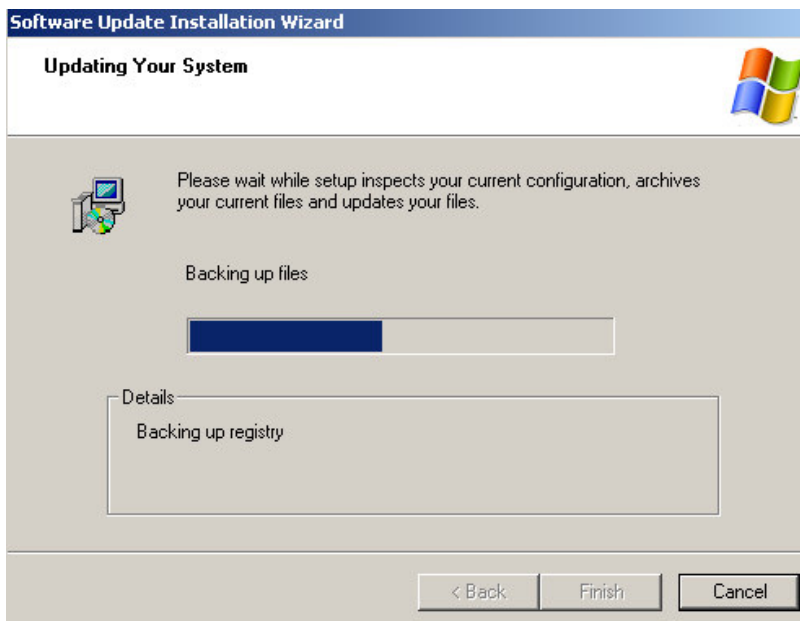 Software Update Installation Wizard
Updating Your System
Please wait while setup inspects your current configuration, archives
your current files and updates your files.
Backing up files
Details
Backing up registry
< Back Finish Cancel